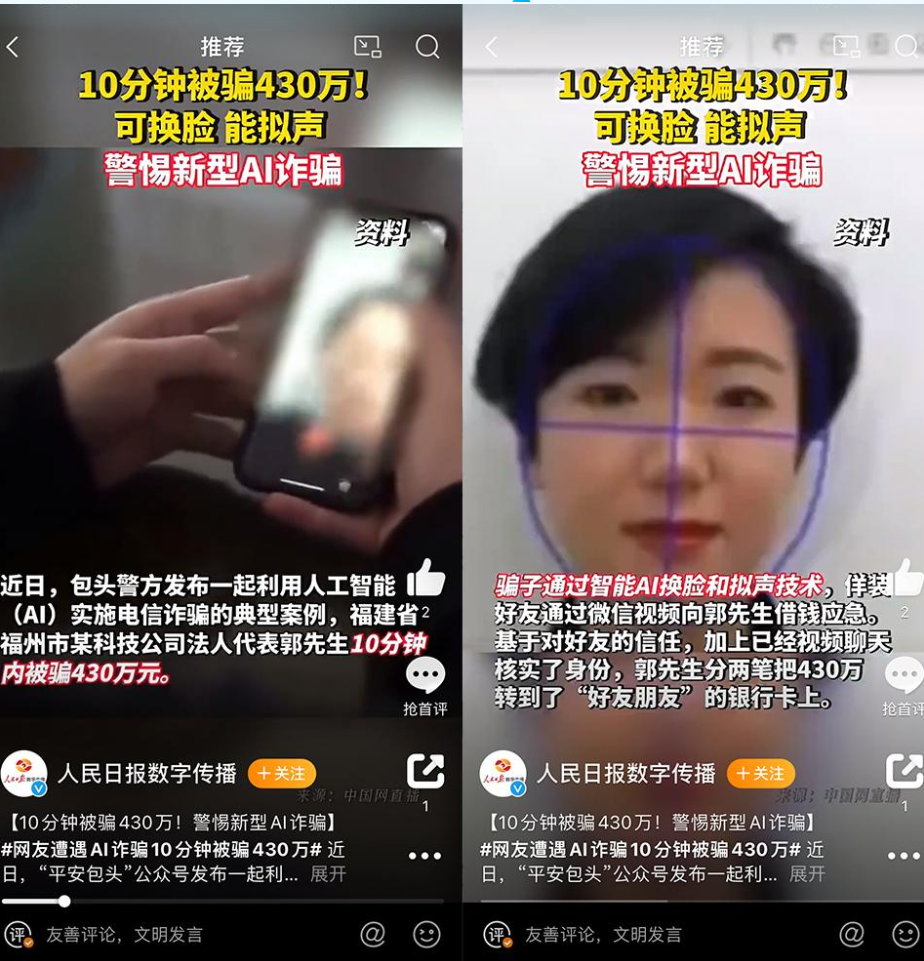 推荐
10分钟被骗430万!
可换脸 能拟声
警惕新型AI诈骗
资料
近日，包头警方发布一起利用人工智能
（AI）实施电信诈骗的典型案例，福建省
福州市某科技公司法人代表郭先生10分钟
内被骗430万元。
2
抢首评
人民日报数字传播
+关注
来源：中国网直播
1
【10分钟被骗430万！警惕新型AI诈骗】
#网友遭遇AI诈骗10分钟被骗430万# 近
日，“平安包头”公众号发布一起利... 展开
评 友善评论，文明发言
推荐
10分钟被骗430万!
可换脸 能拟声
警惕新型AI诈骗
资料
骗子通过智能AI换脸和拟声技术，佯装
好友通过微信视频向郭先生借钱应急。
基于对好友的信任，加上已经视频聊天
核实了身份，郭先生分两笔把430万
转到了“好友朋友”的银行卡上。
2
抢首评
人民日报数字传播
+关注
来源：中国网直播
1
【10分钟被骗430万！警惕新型AI诈骗】
#网友遭遇AI诈骗10分钟被骗430万# 近
日，“平安包头”公众号发布一起利... 展开
评 友善评论，文明发言